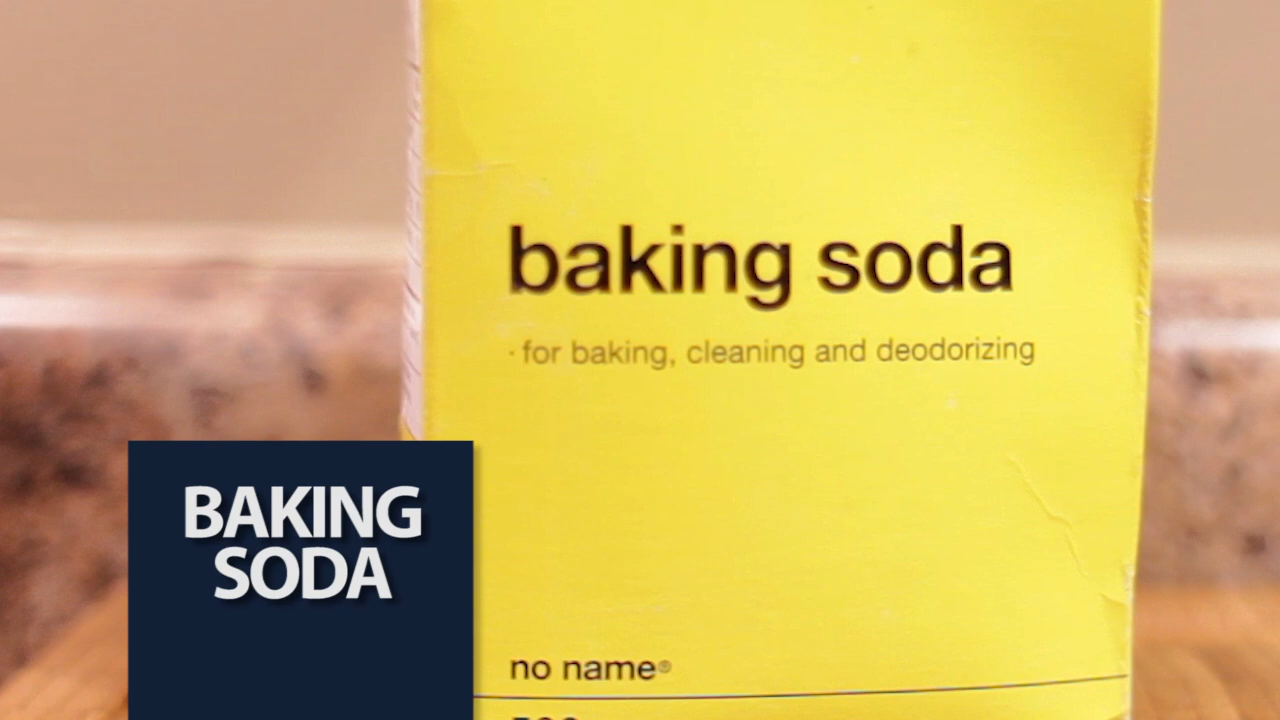 baking soda
· for baking, cleaning and deodorizing
BAKING
SODA
no name®